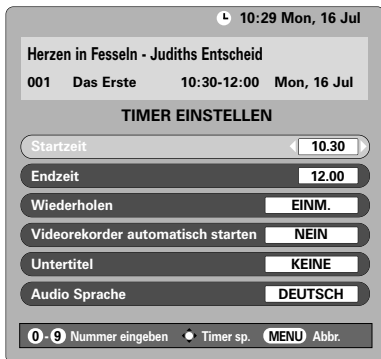 10:29 Mon, 16 Jul
Herzen in Fesseln - Judiths Entscheid
001 Das Erste 10:30-12:00 Mon, 16 Jul
TIMER EINSTELLEN
Startzeit 10.30
Endzeit 12.00
Wiederholen EINM.
Videorekorder automatisch starten NEIN
Untertitel KEINE
Audio Sprache DEUTSCH
0 - 9 Nummer eingeben Timer sp. MENU Abbr.